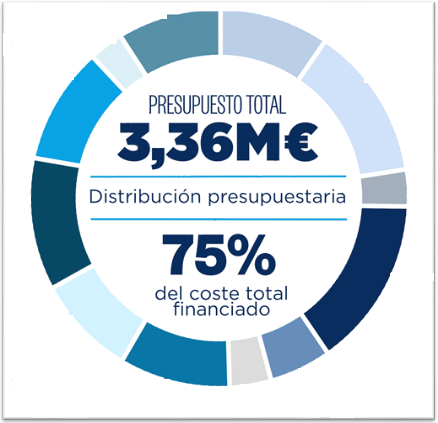 PRESUPUESTO TOTAL
3,36M€
Distribución presupuestaria
75%
del coste total
financiado